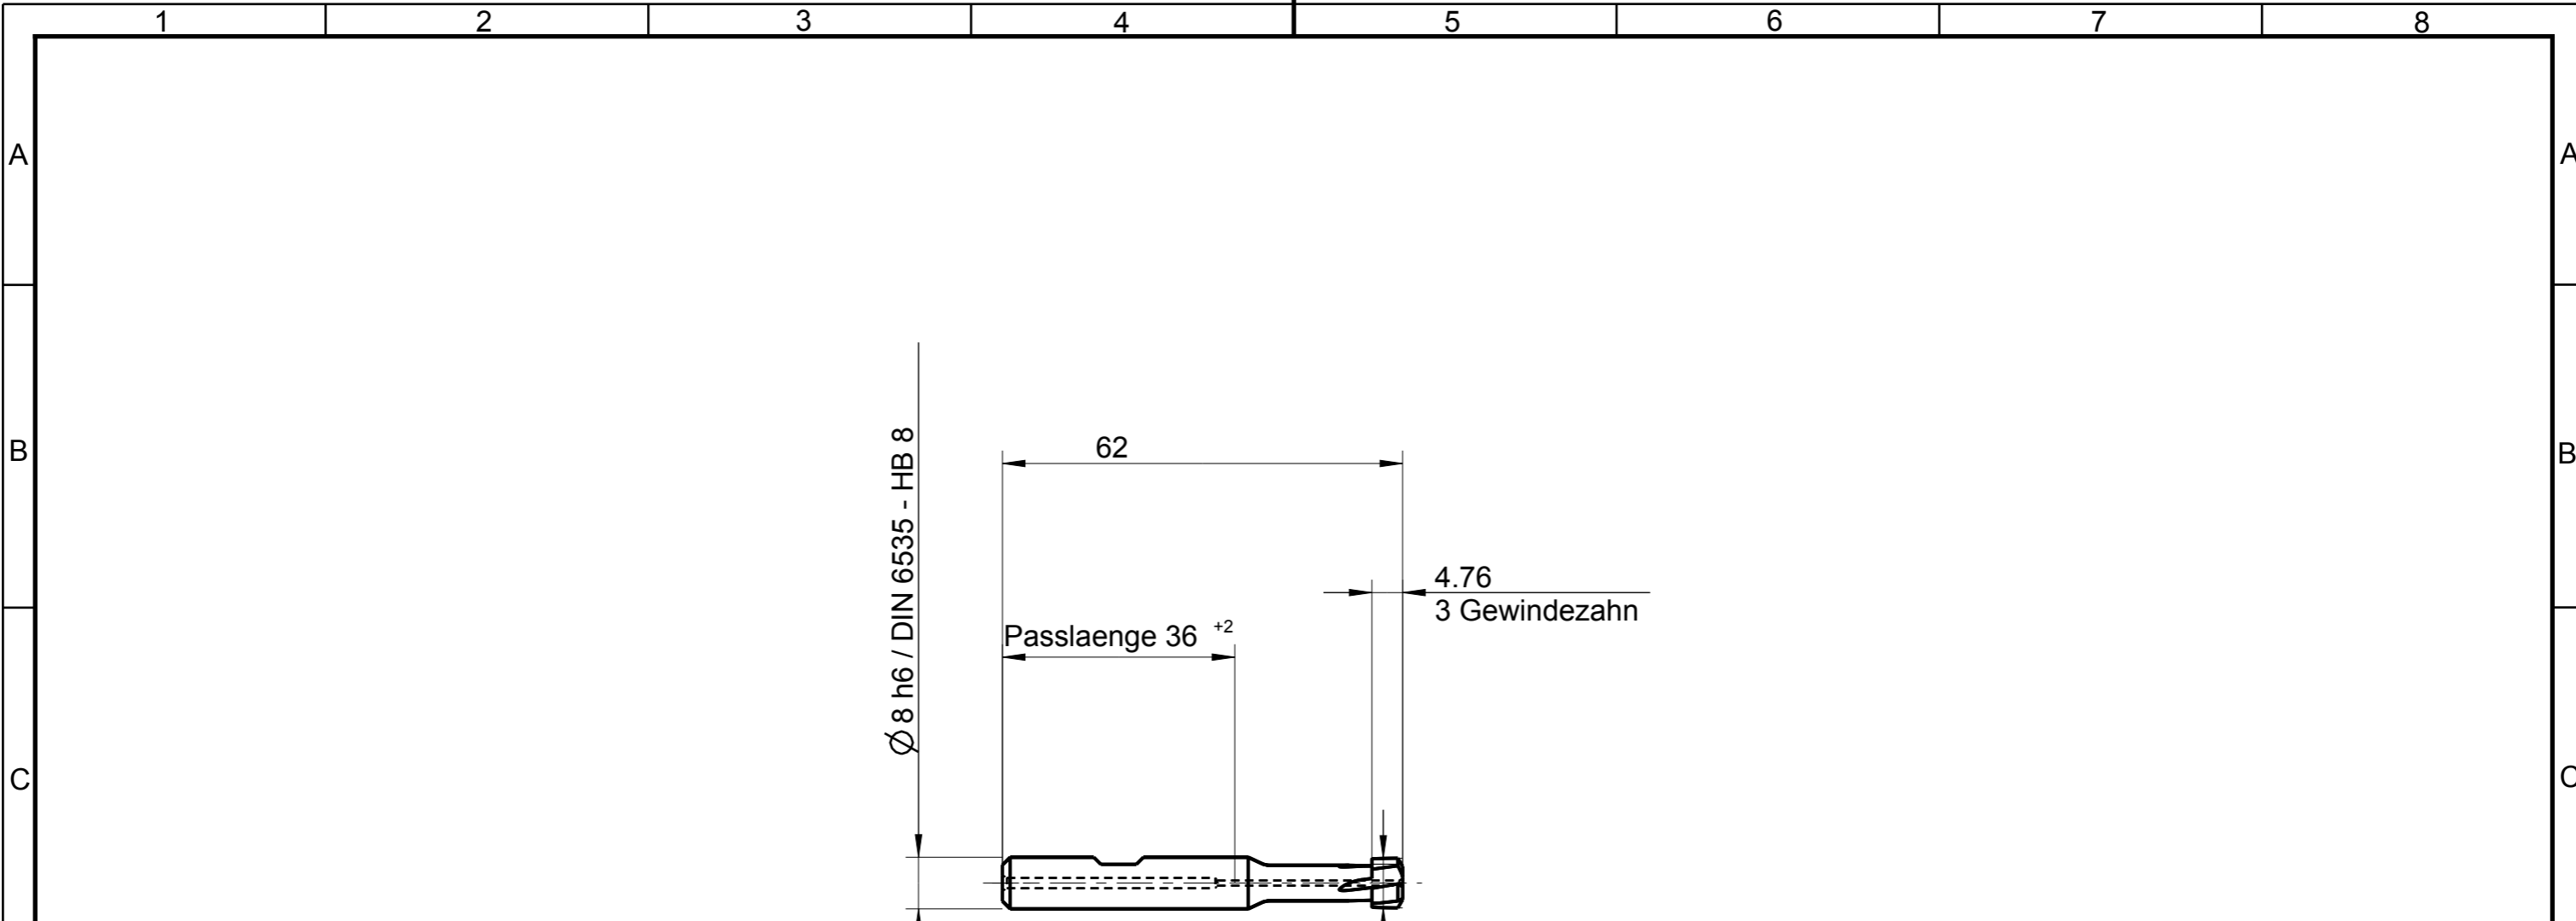 1 2 3 4 5 6 7 8
A A
B B
62
Ø 8 h6 / DIN 6535 - HB 8
4.76
3 Gewindezahn
Passlaenge 36 +2
C C